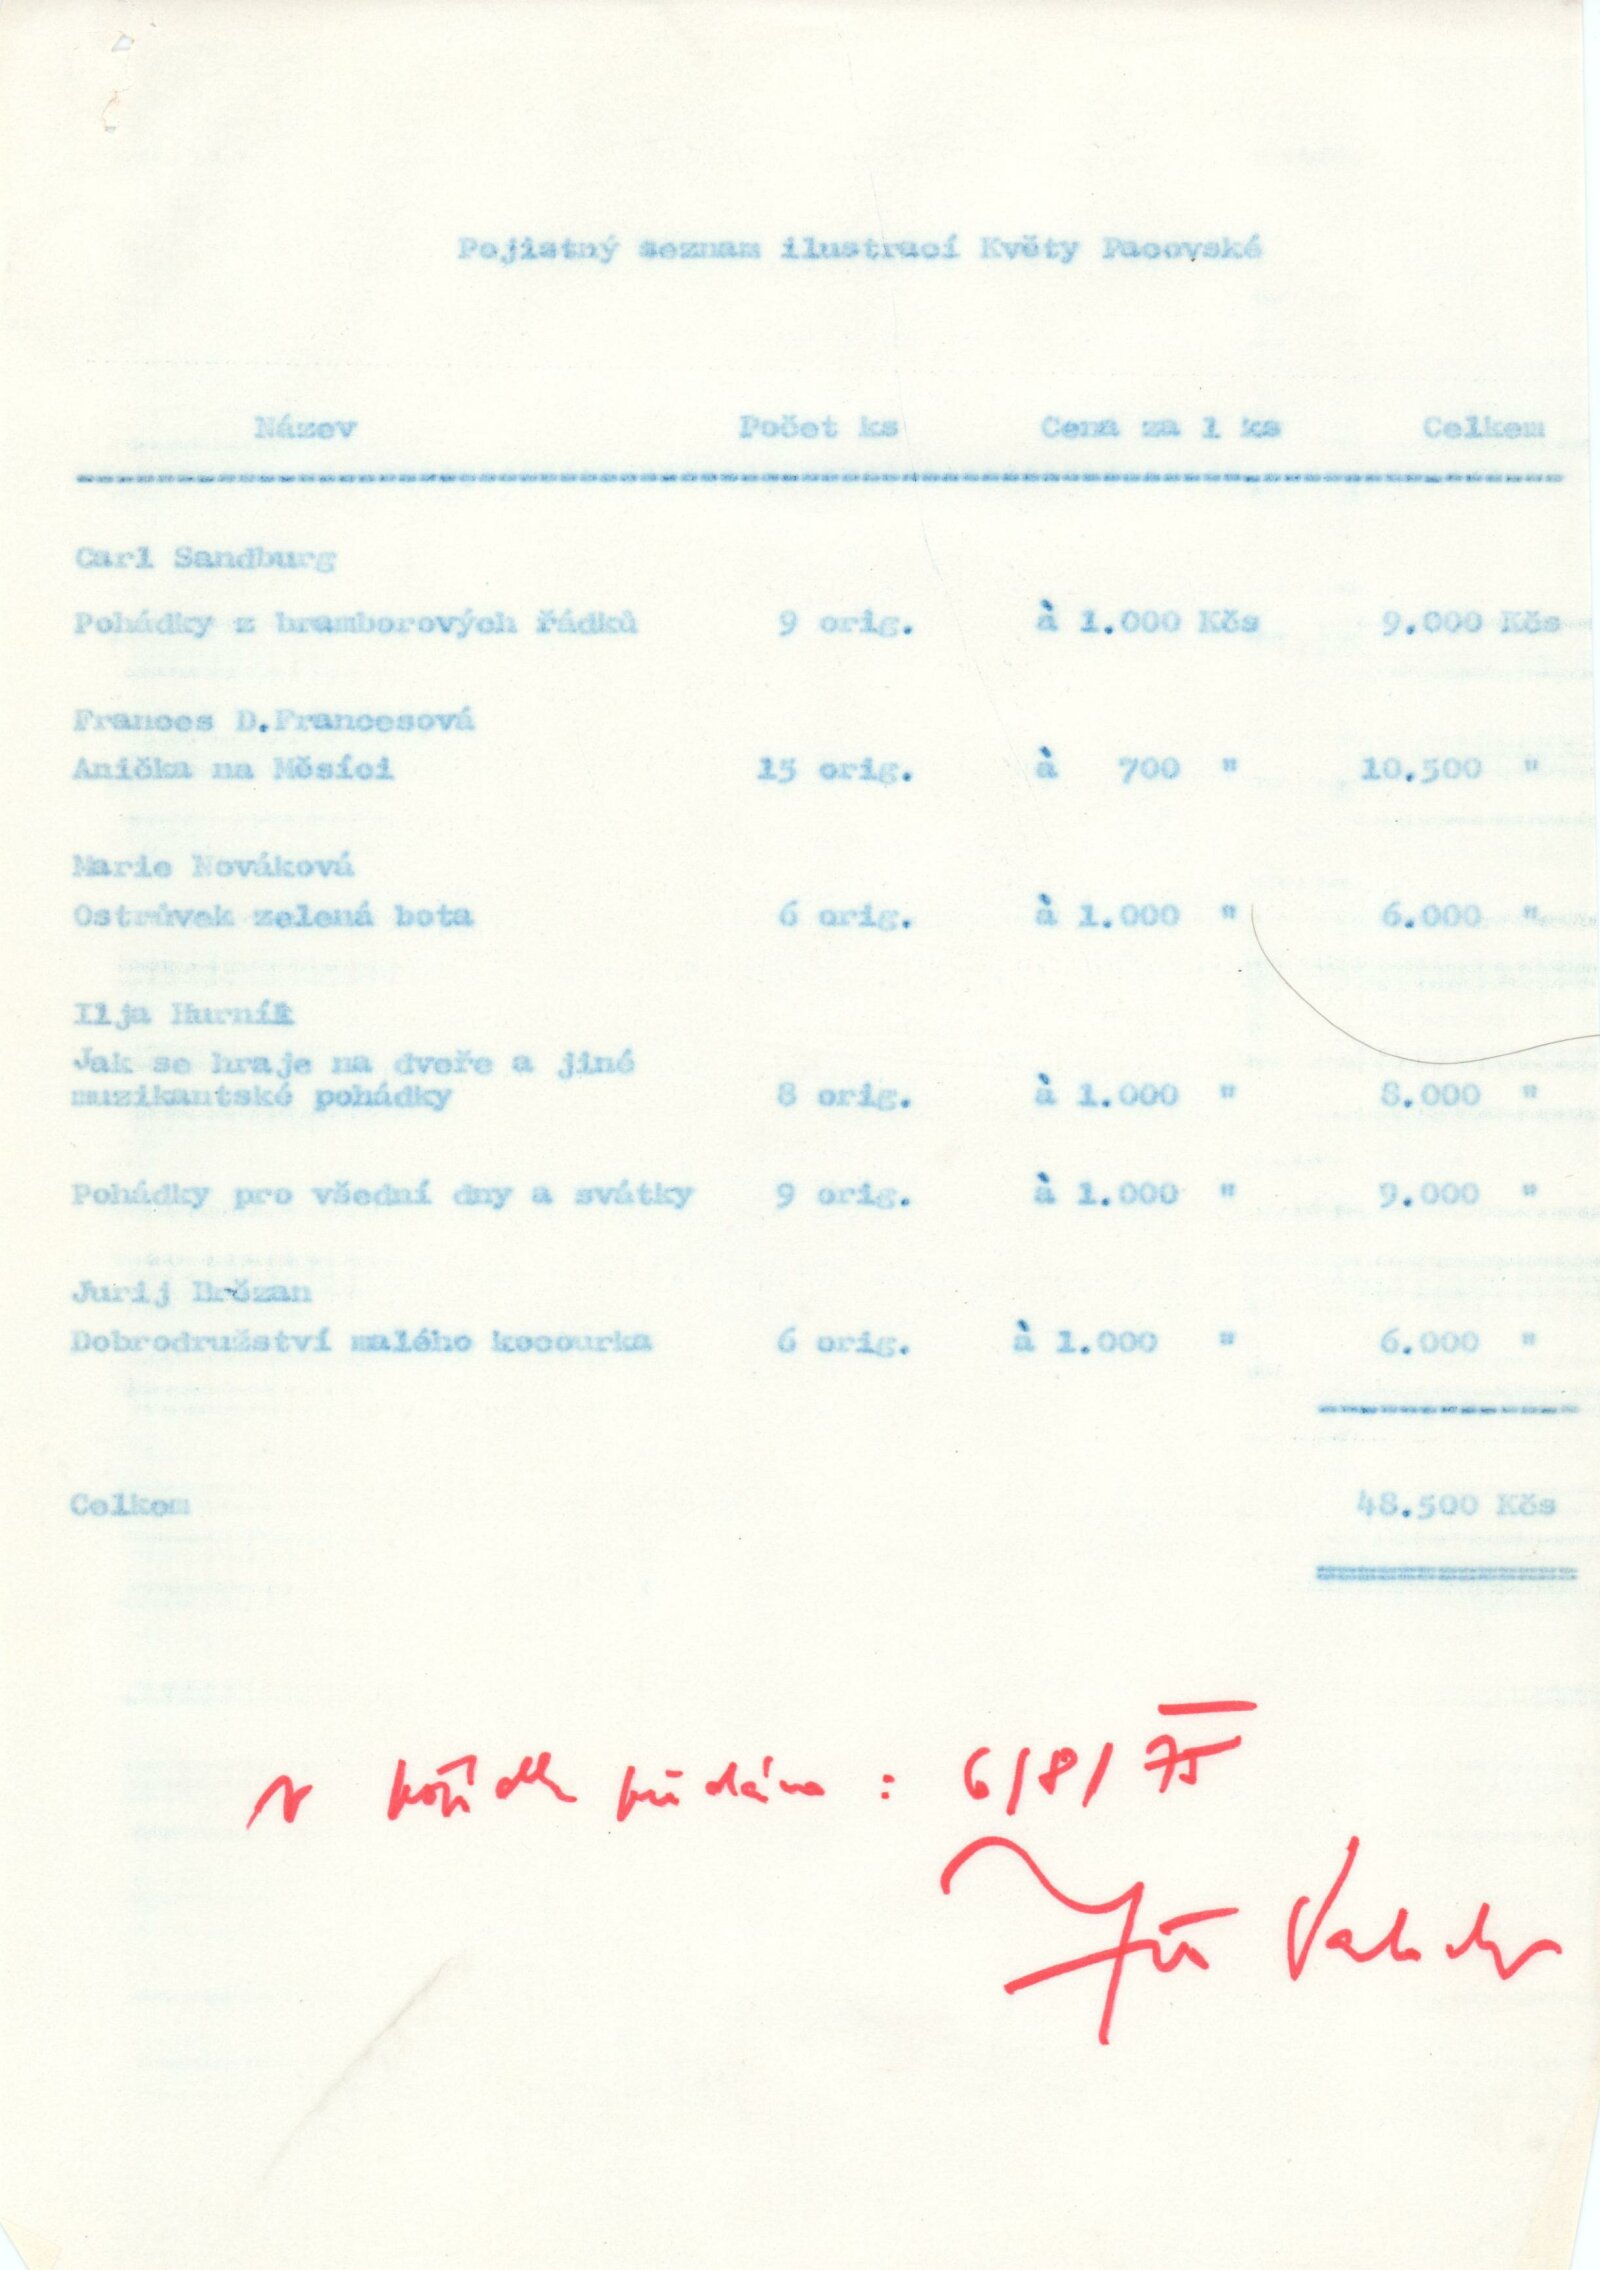 Pojistný seznam ilustrací Květy Pacovské
Název Počet ks Cena za 1 ks Celkem
Carl Sandburg
Pohádky z bramborových řádků 9 orig. à 1.000 Kčs 9.000 Kčs
Frances D.Francesová
Anička na Měsíci 15 orig. à 700 " 10.500 "
Marie Nováková
Ostrůvek zelená bota 6 orig. à 1.000 " 6.000 "
Ilja Hurník
Jak se hraje na dveře a jiné
muzikantské pohádky 8 orig. à 1.000 " 8.000 "
Pohádky pro všední dny a svátky 9 orig. à 1.000 " 9.000 "
Jurij Brězan
Dobrodružství malého kocourka 6 orig. à 1.000 " 6.000 "
Celkem 48.500 Kčs
V pořádku : 6/8/75
Jiří